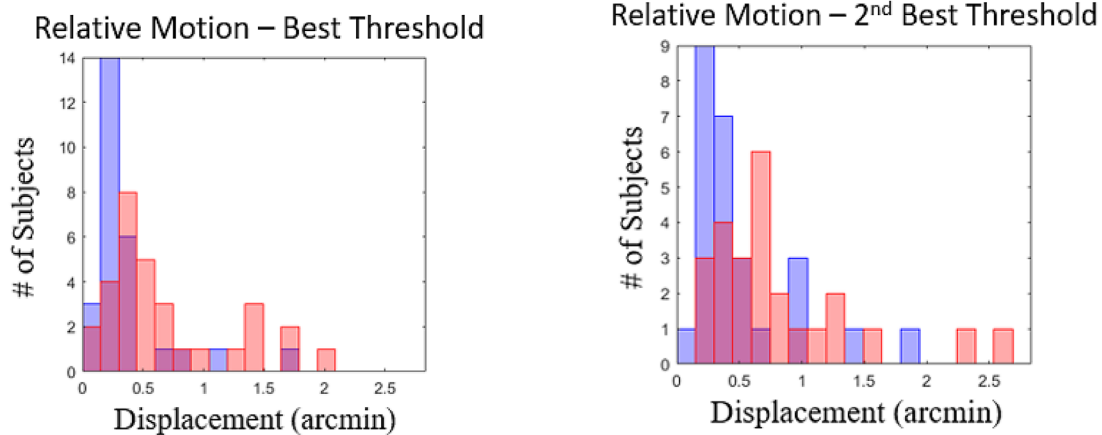 Relative Motion – Best Threshold
14
12
10
8
6
4
2
0
0 0.5 1 1.5 2 2.5
# of Subjects
Displacement (arcmin)
Relative Motion – 2nd Best Threshold
9
8
7
6
5
4
3
2
1
0
0 0.5 1 1.5 2 2.5
# of Subjects
Displacement (arcmin)